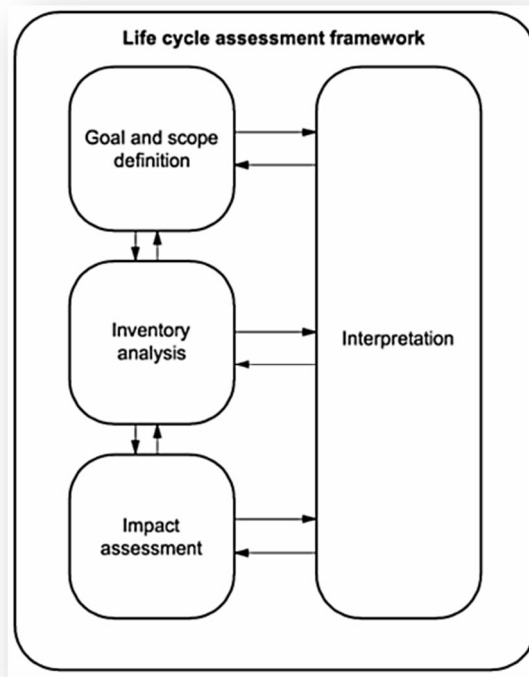 Life cycle assessment framework
Goal and scope
definition
Inventory
analysis
Interpretation
Impact
assessment